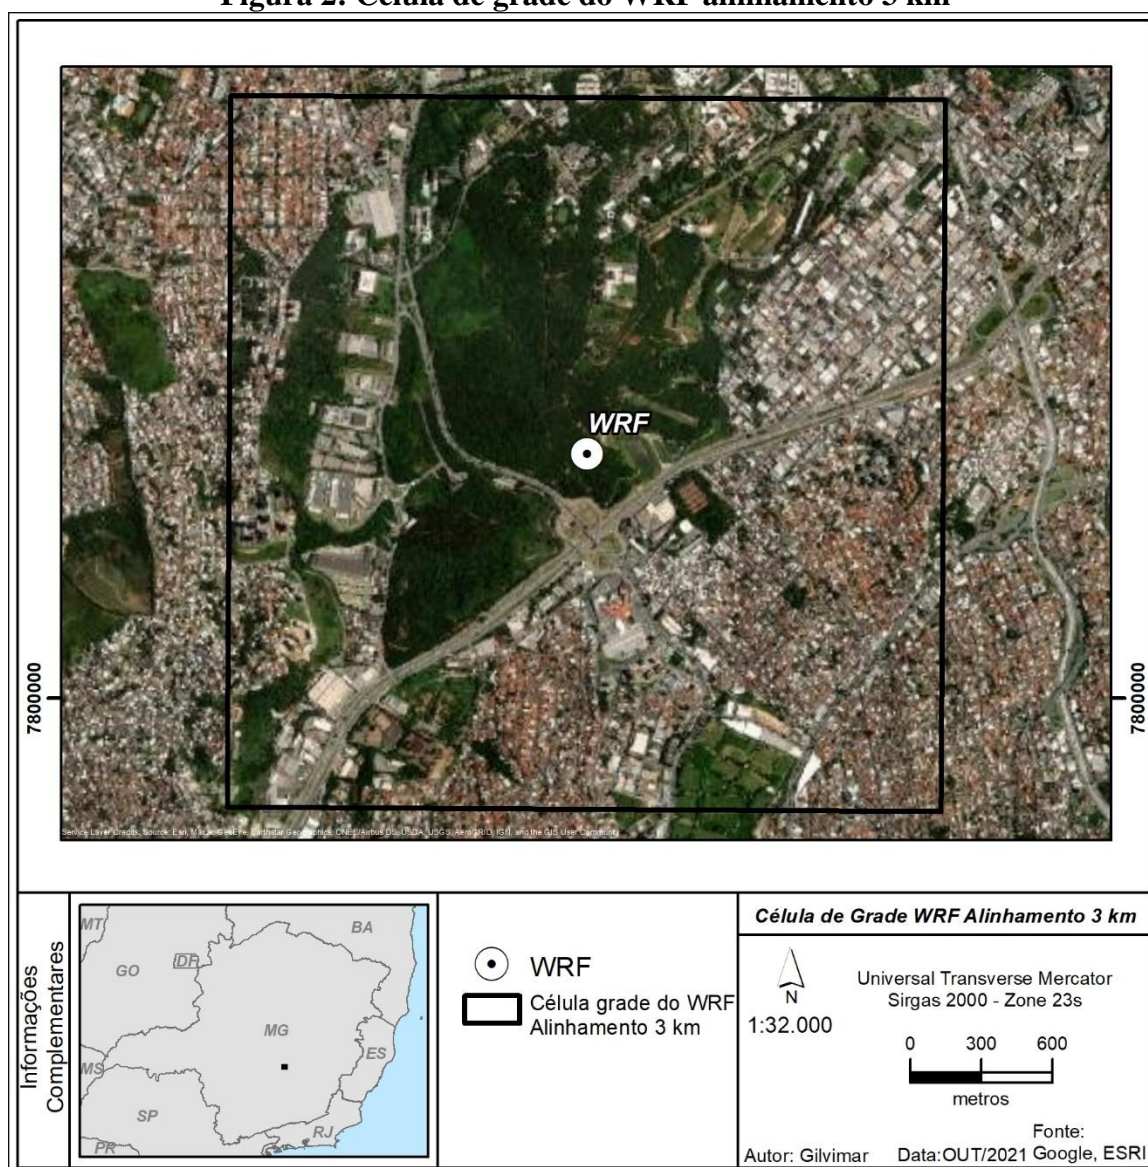 Figura 2: Célula de grade do WRF alinhamento 3 km
WRF
7800000
7800000
Service Layer Credits: Source: Esri, Maxar, GeoEye, Earthstar Geographics, CNES/Airbus DS, USDA, USGS, AeroGRID, IGN, and the GIS User Community
Informações
Complementares
MT
BA
GO
DF
MG
ES
MS
SP
RJ
PR
WRF
Célula grade do WRF
Alinhamento 3 km
Célula de Grade WRF Alinhamento 3 km
N
1:32.000
Universal Transverse Mercator
Sirgas 2000 - Zone 23s
0 300 600
metros
Autor: Gilvimar
Data:OUT/2021
Fonte:
Google, ESRI